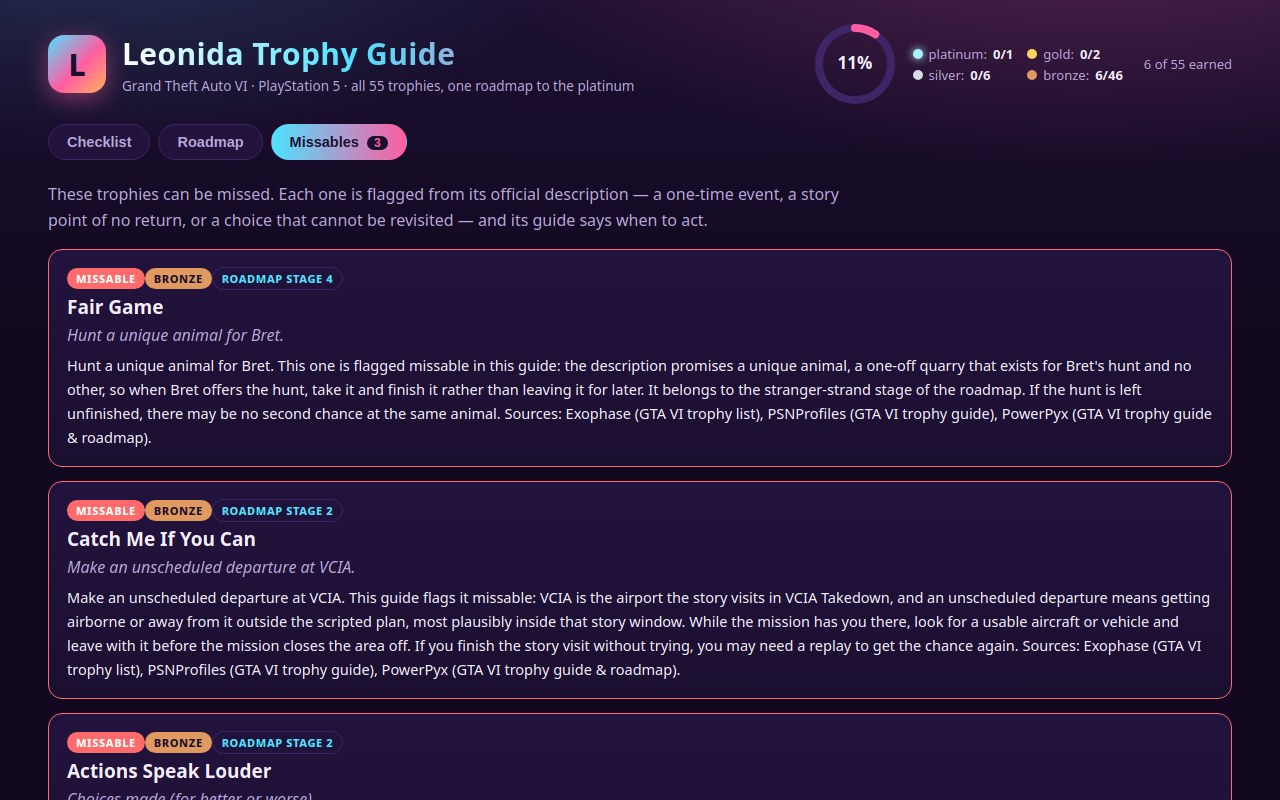 L
Leonida Trophy Guide
Grand Theft Auto VI · PlayStation 5 · all 55 trophies, one roadmap to the platinum
11%
platinum: 0/1
gold: 0/2
silver: 0/6
bronze: 6/46
6 of 55 earned
Checklist
Roadmap
Missables 3
These trophies can be missed. Each one is flagged from its official description — a one-time event, a story
point of no return, or a choice that cannot be revisited — and its guide says when to act.
MISSABLE BRONZE ROADMAP STAGE 4
Fair Game
Hunt a unique animal for Bret.
Hunt a unique animal for Bret. This one is flagged missable in this guide: the description promises a unique animal, a one-off quarry that exists for Bret's hunt and no
other, so when Bret offers the hunt, take it and finish it rather than leaving it for later. It belongs to the stranger-strand stage of the roadmap. If the hunt is left
unfinished, there may be no second chance at the same animal. Sources: Exophase (GTA VI trophy list), PSNProfiles (GTA VI trophy guide), PowerPyx (GTA VI trophy guide
& roadmap).
MISSABLE BRONZE ROADMAP STAGE 2
Catch Me If You Can
Make an unscheduled departure at VCIA.
Make an unscheduled departure at VCIA. This guide flags it missable: VCIA is the airport the story visits in VCIA Takedown, and an unscheduled departure means getting
airborne or away from it outside the scripted plan, most plausibly inside that story window. While the mission has you there, look for a usable aircraft or vehicle and
leave with it before the mission closes the area off. If you finish the story visit without trying, you may need a replay to get the chance again. Sources: Exophase (GTA VI
trophy list), PSNProfiles (GTA VI trophy guide), PowerPyx (GTA VI trophy guide & roadmap).
MISSABLE BRONZE ROADMAP STAGE 2
Actions Speak Louder
Choices made (for better or worse).